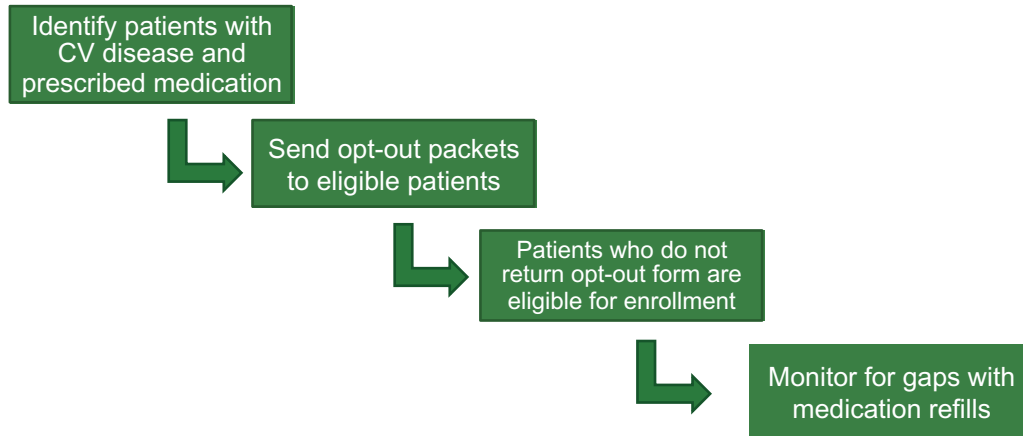 Identify patients with
CV disease and
prescribed medication
Send opt-out packets
to eligible patients
Patients who do not
return opt-out form are
eligible for enrollment
Monitor for gaps with
medication refills